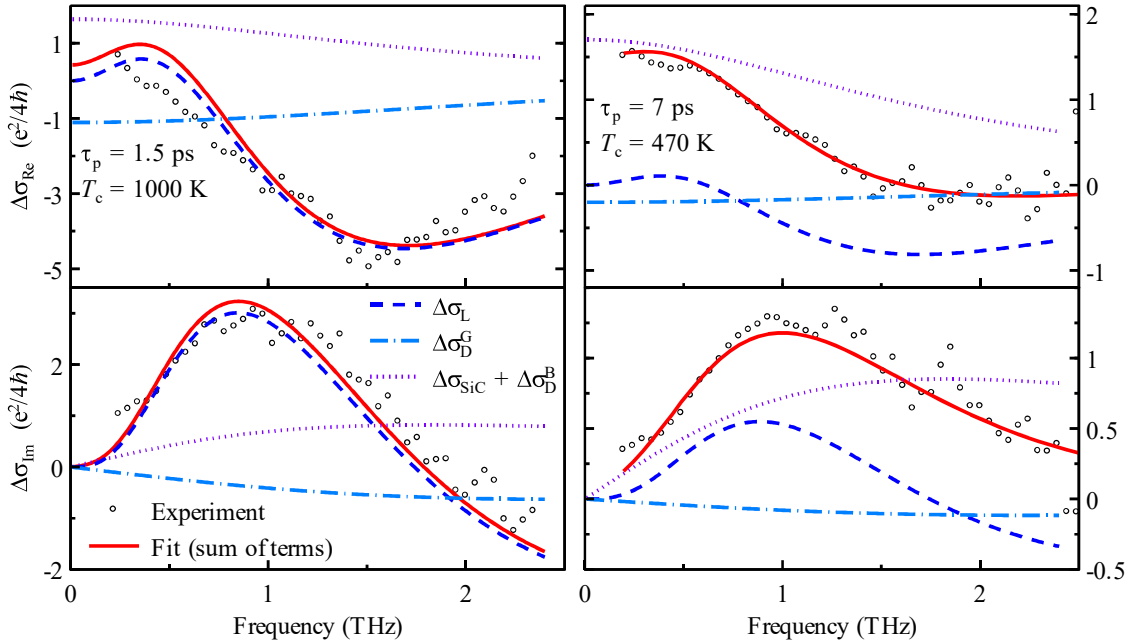 Δσ_Re (e²/4ħ)
1
-1
-3
-5
τ_p = 1.5 ps
T_c = 1000 K
2
1
0
-1
τ_p = 7 ps
T_c = 470 K
Δσ_Im (e²/4ħ)
2
0
-2
Δσ_L
Δσ_D^G
Δσ_SiC + Δσ_D^B
Experiment
Fit (sum of terms)
1
0.5
0
-0.5
0
1
2
Frequency (THz)
0
1
2
Frequency (THz)